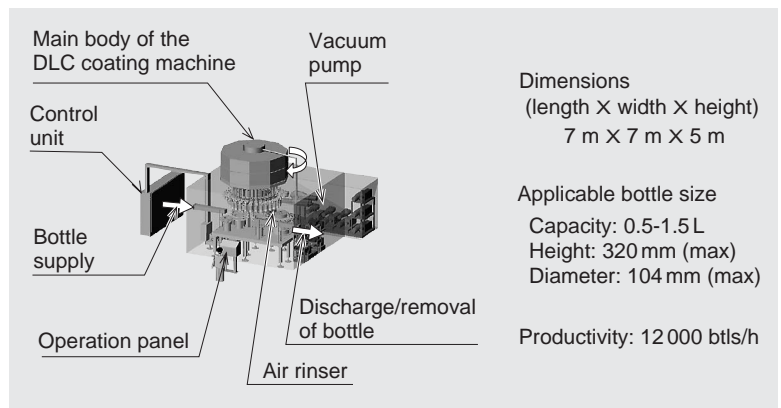 Main body of the
DLC coating machine
Vacuum
pump
Control
unit
Bottle
supply
Operation panel
Air rinser
Discharge/removal
of bottle
Dimensions
(length X width X height)
7 m X 7 m X 5 m
Applicable bottle size
Capacity: 0.5-1.5 L
Height: 320 mm (max)
Diameter: 104 mm (max)
Productivity: 12 000 btls/h